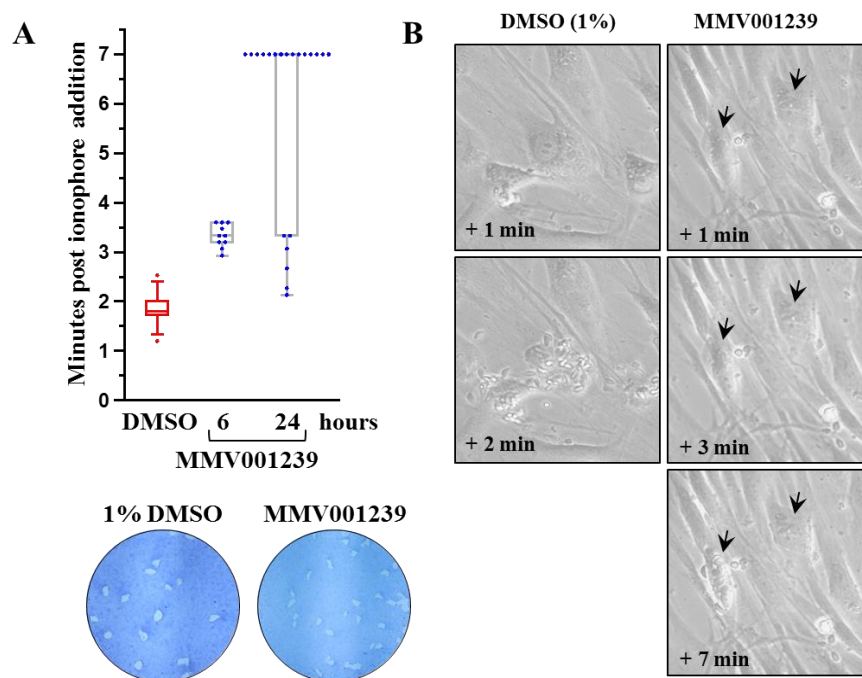 A
Minutes post ionophore addition
7
6
5
4
3
2
1
0
DMSO 6 24 hours
MMV001239
1% DMSO MMV001239
B
DMSO (1%) MMV001239
+ 1 min + 1 min
+ 2 min + 3 min
+ 7 min